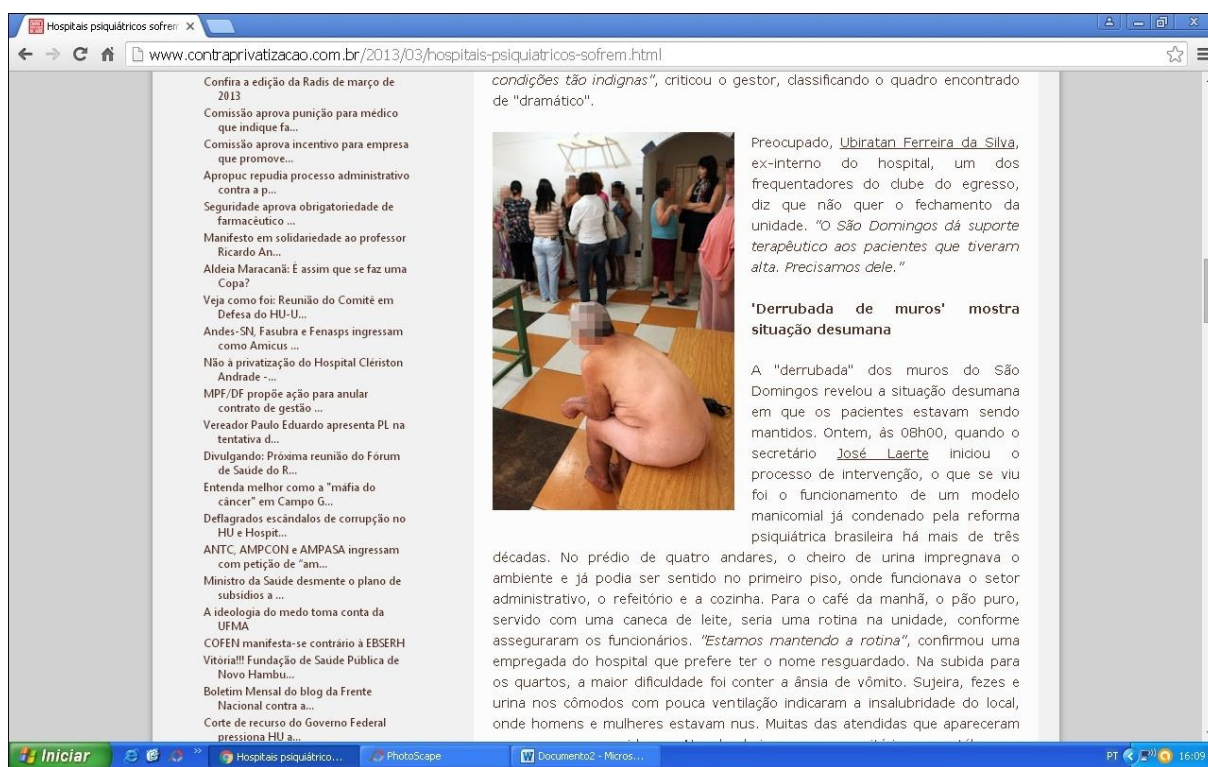 Hospitais psiquiátricos sofrem
www.contraprivatizacao.com.br/2013/03/hospitais-psiquiatricos-sofrem.html
Confira a edição da Radis de março de
2013
Comissão aprova punição para médico
que indique fa...
Comissão aprova incentivo para empresa
que promove...
Apropuc repudia processo administrativo
contra a p...
Seguridade aprova obrigatoriedade de
farmacêutico ...
Manifesto em solidariedade ao professor
Ricardo An...
Aldeia Maracanã: É assim que se faz uma
Copa?
Veja como foi: Reunião do Comitê em
Defesa do HU-U...
Andes-SN, Fasubra e Fenasps ingressam
como Amicus ...
Não à privatização do Hospital Clériston
Andrade -...
MPF/DF propõe ação para anular
contrato de gestão ...
Vereador Paulo Eduardo apresenta PL na
tentativa d...
Divulgando: Próxima reunião do Fórum
de Saúde do R...
Entenda melhor como a "máfia do
câncer" em Campo G...
Deflagrados escândalos de corrupção no
HU e Hospit...
ANTC, AMPCON e AMPASA ingressam
com petição de "am...
Ministro da Saúde desmente o plano de
subsídios a ...
A ideologia do medo toma conta da
UFMA
COFEN manifesta-se contrário à EBSERH
Vitória!!! Fundação de Saúde Pública de
Novo Hambu...
Boletim Mensal do blog da Frente
Nacional contra a...
Corte de recurso do Governo Federal
pressiona HU a...
condições tão indignas", criticou o gestor, classificando o quadro encontrado
de "dramático".
Preocupado, Ubiratan Ferreira da Silva,
ex-interno do hospital, um dos
frequentadores do clube do egresso,
diz que não quer o fechamento da
unidade. "O São Domingos dá suporte
terapêutico aos pacientes que tiveram
alta. Precisamos dele."
'Derrubada de muros' mostra
situação desumana
A "derrubada" dos muros do São
Domingos revelou a situação desumana
em que os pacientes estavam sendo
mantidos. Ontem, às 08h00, quando o
secretário José Laerte iniciou o
processo de intervenção, o que se viu
foi o funcionamento de um modelo
manicomial já condenado pela reforma
psiquiátrica brasileira há mais de três
décadas. No prédio de quatro andares, o cheiro de urina impregnava o
ambiente e já podia ser sentido no primeiro piso, onde funcionava o setor
administrativo, o refeitório e a cozinha. Para o café da manhã, o pão puro,
servido com uma caneca de leite, seria uma rotina na unidade, conforme
asseguraram os funcionários. "Estamos mantendo a rotina", confirmou uma
empregada do hospital que prefere ter o nome resguardado. Na subida para
os quartos, a maior dificuldade foi conter a ânsia de vômito. Sujeira, fezes e
urina nos cômodos com pouca ventilação indicaram a insalubridade do local,
onde homens e mulheres estavam nus. Muitas das atendidas que apareceram
Iniciar
Hospitais psiquiátrico...
PhotoScape
Documento2 - Micros...
PT
16:09